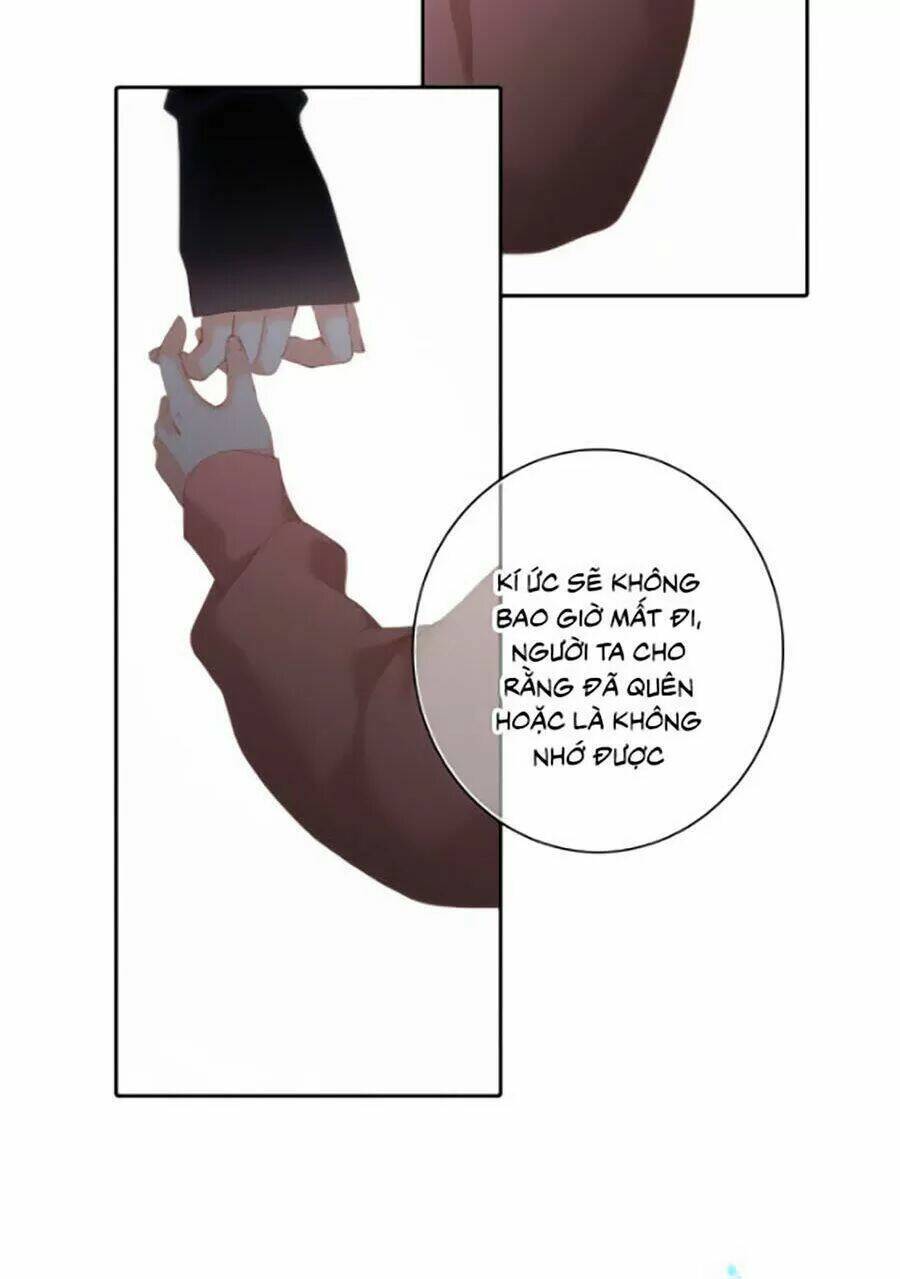 KÍ ỨC SẼ KHÔNG
BAO GIỜ MẤT ĐI,
NGƯỜI TA CHO
RẰNG ĐÃ QUÊN
HOẶC LÀ KHÔNG
NHỚ ĐƯỢC